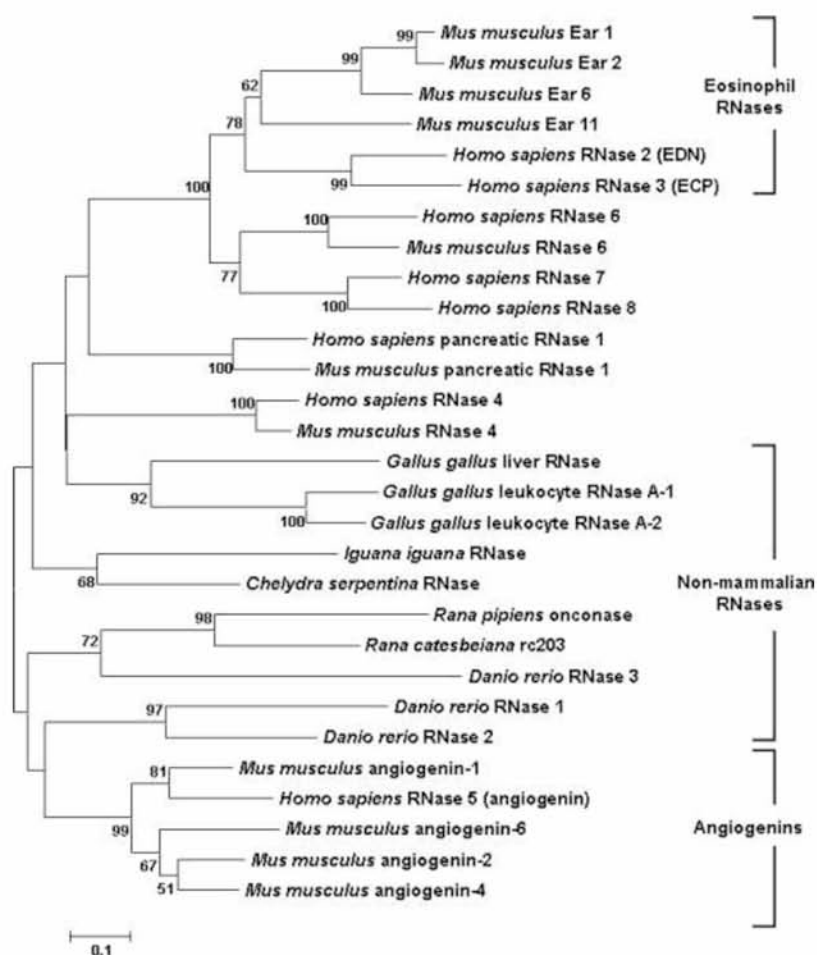 99
Mus musculus Ear 1
99
Mus musculus Ear 2
62
Mus musculus Ear 6
Eosinophil
RNases
78
Mus musculus Ear 11
Homo sapiens RNase 2 (EDN)
100
99
Homo sapiens RNase 3 (ECP)
100
Homo sapiens RNase 6
Mus musculus RNase 6
77
Homo sapiens RNase 7
100
Homo sapiens RNase 8
Homo sapiens pancreatic RNase 1
100
Mus musculus pancreatic RNase 1
100
Homo sapiens RNase 4
Mus musculus RNase 4
Gallus gallus liver RNase
92
Gallus gallus leukocyte RNase A-1
100
Gallus gallus leukocyte RNase A-2
Iguana iguana RNase
68
Chelydra serpentina RNase
Non-mammalian
RNases
98
Rana pipiens onconase
72
Rana catesbeiana rc203
Danio rerio RNase 3
97
Danio rerio RNase 1
Danio rerio RNase 2
81
Mus musculus angiogenin-1
Homo sapiens RNase 5 (angiogenin)
99
Mus musculus angiogenin-6
Angiogenins
67
Mus musculus angiogenin-2
51
Mus musculus angiogenin-4
0.1